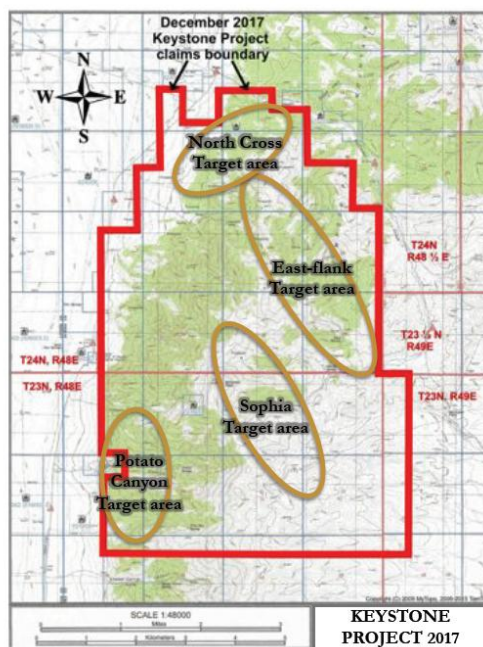 December 2017
Keystone Project
claims boundary
N
W E
S
North Cross
Target area
T24N
R48 ½ E
East-flank
Target area
T23 ½ N
R49E
T24N, R48E
T23N, R48E
T23N, R49E
Sophia
Target area
Potato
Canyon
Target area
SCALE 1:48000
Miles
Kilometers
KEYSTONE
PROJECT 2017